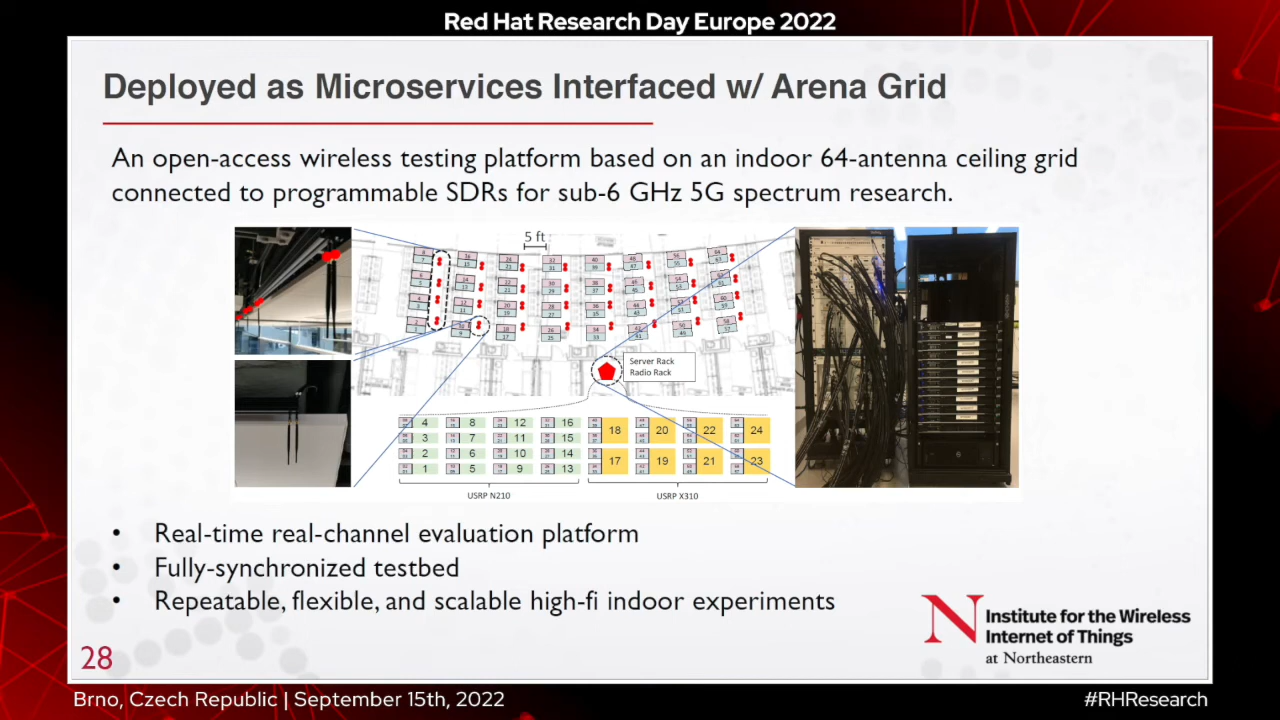 Red Hat Research Day Europe 2022
Deployed as Microservices Interfaced w/ Arena Grid
An open-access wireless testing platform based on an indoor 64-antenna ceiling grid
connected to programmable SDRs for sub-6 GHz 5G spectrum research.
5 ft
Server Rack
Radio Rack
4 8 12 16 18 20 22 24
3 7 11 15
2 6 10 14 17 19 21 23
1 5 9 13
USRP N210 USRP X310
• Real-time real-channel evaluation platform
• Fully-synchronized testbed
• Repeatable, flexible, and scalable high-fi indoor experiments
N Institute for the Wireless
Internet of Things
at Northeastern
28
Brno, Czech Republic | September 15th, 2022 #RHResearch